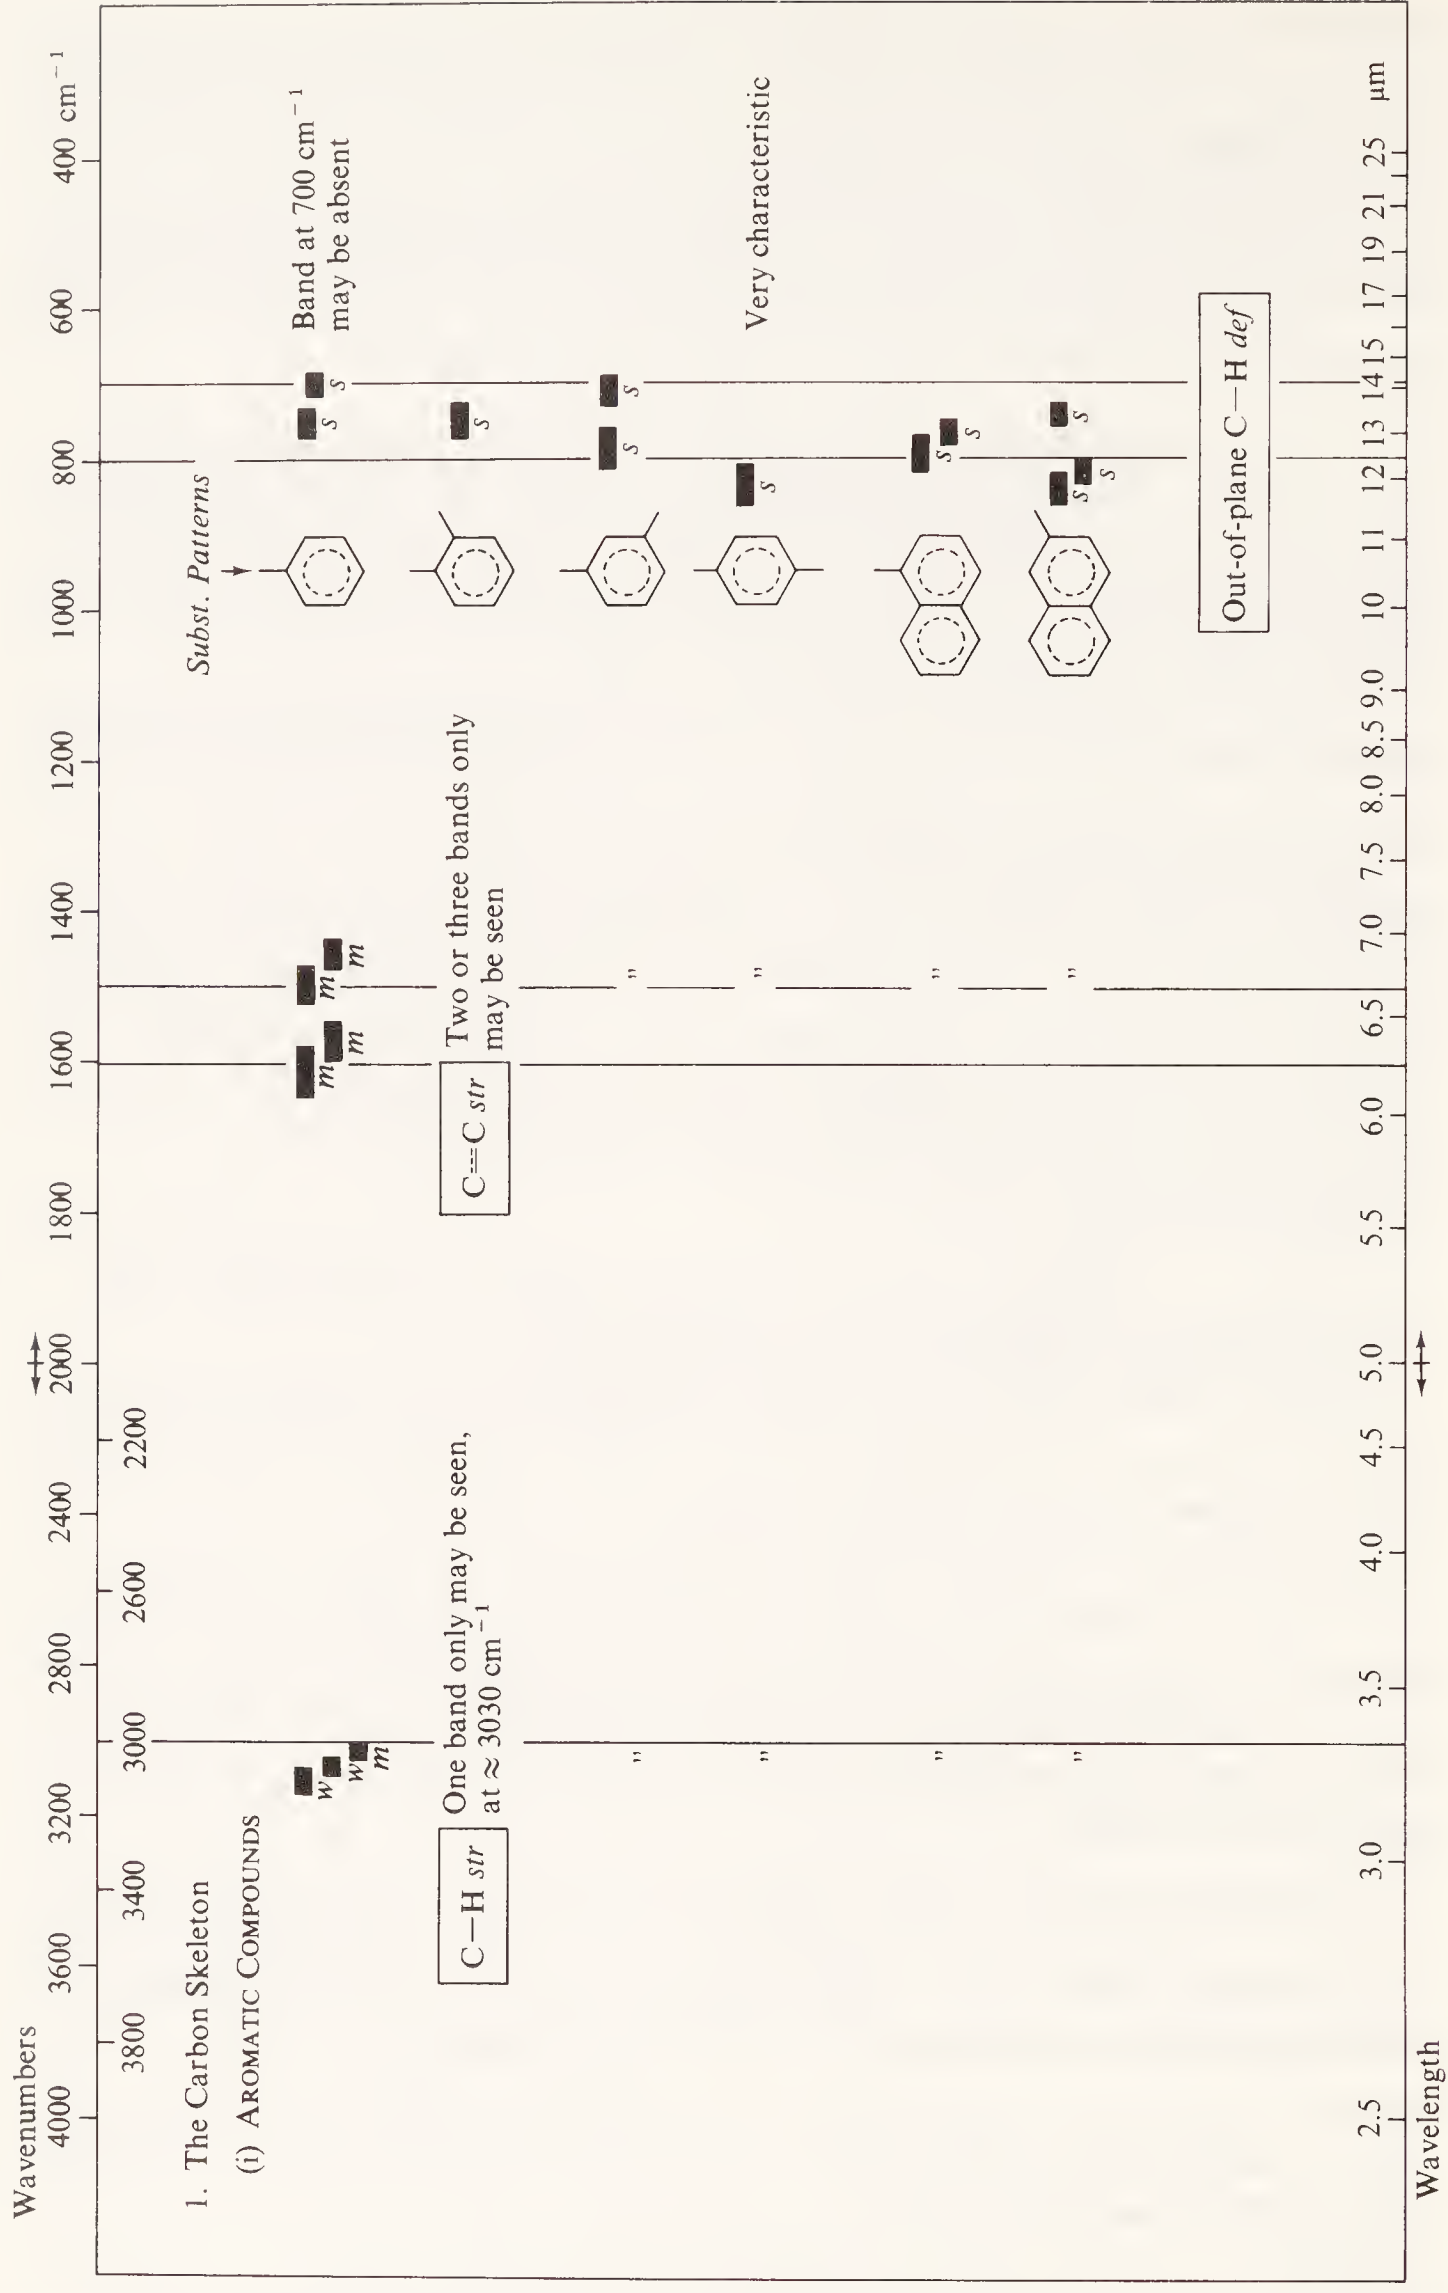 Wavenumbers
4000 3600 3200 2800 2400 2000 1800 1600 1400 1200 1000 800 600 400 cm⁻¹
3800 3400 3000 2600 2200
1. The Carbon Skeleton
Subst. Patterns
(i) AROMATIC COMPOUNDS
Band at 700 cm⁻¹
may be absent
w m m s s
w m m
m
C—H str
One band only may be seen,
at ≈ 3030 cm⁻¹
C=C str
Two or three bands only
may be seen
s
" " s s
" " s
Very characteristic
" " s s
" " s s s
Out-of-plane C—H def
2.5 3.0 3.5 4.0 4.5 5.0 5.5 6.0 6.5 7.0 7.5 8.0 8.5 9.0 10 11 12 13 14 15 17 19 21 25 μm
Wavelength